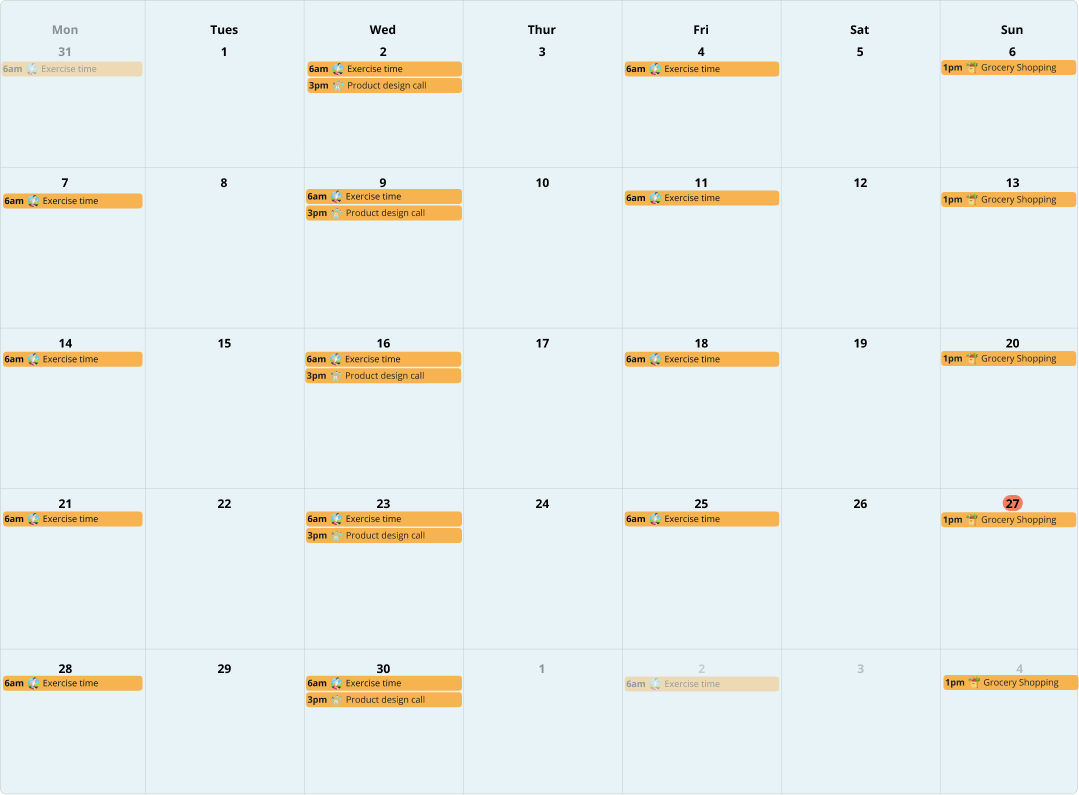 Mon Tues Wed Thur Fri Sat Sun
31 1 2 3 4 5 6
6am Exercise time 6am Exercise time 6am Exercise time 1pm Grocery Shopping
3pm Product design call
7 8 9 10 11 12 13
6am Exercise time 6am Exercise time 6am Exercise time 1pm Grocery Shopping
3pm Product design call
14 15 16 17 18 19 20
6am Exercise time 6am Exercise time 6am Exercise time 1pm Grocery Shopping
3pm Product design call
21 22 23 24 25 26 27
6am Exercise time 6am Exercise time 6am Exercise time 1pm Grocery Shopping
3pm Product design call
28 29 30 1 2 3 4
6am Exercise time 6am Exercise time 6am Exercise time 1pm Grocery Shopping
3pm Product design call